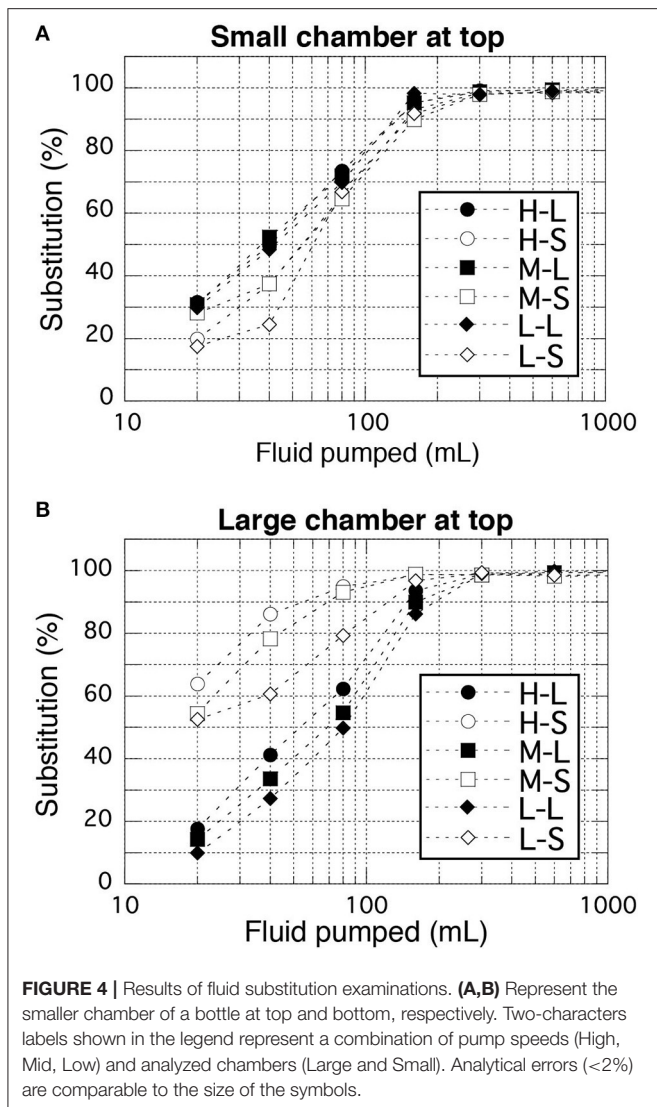 A
Small chamber at top
100
80
60
40
20
0
Substitution (%)
H-L
H-S
M-L
M-S
L-L
L-S
10
100
1000
Fluid pumped (mL)
B
Large chamber at top
100
80
60
40
20
0
Substitution (%)
H-L
H-S
M-L
M-S
L-L
L-S
10
100
1000
Fluid pumped (mL)
FIGURE 4 | Results of fluid substitution examinations. (A,B) Represent the
smaller chamber of a bottle at top and bottom, respectively. Two-characters
labels shown in the legend represent a combination of pump speeds (High,
Mid, Low) and analyzed chambers (Large and Small). Analytical errors (<2%)
are comparable to the size of the symbols.